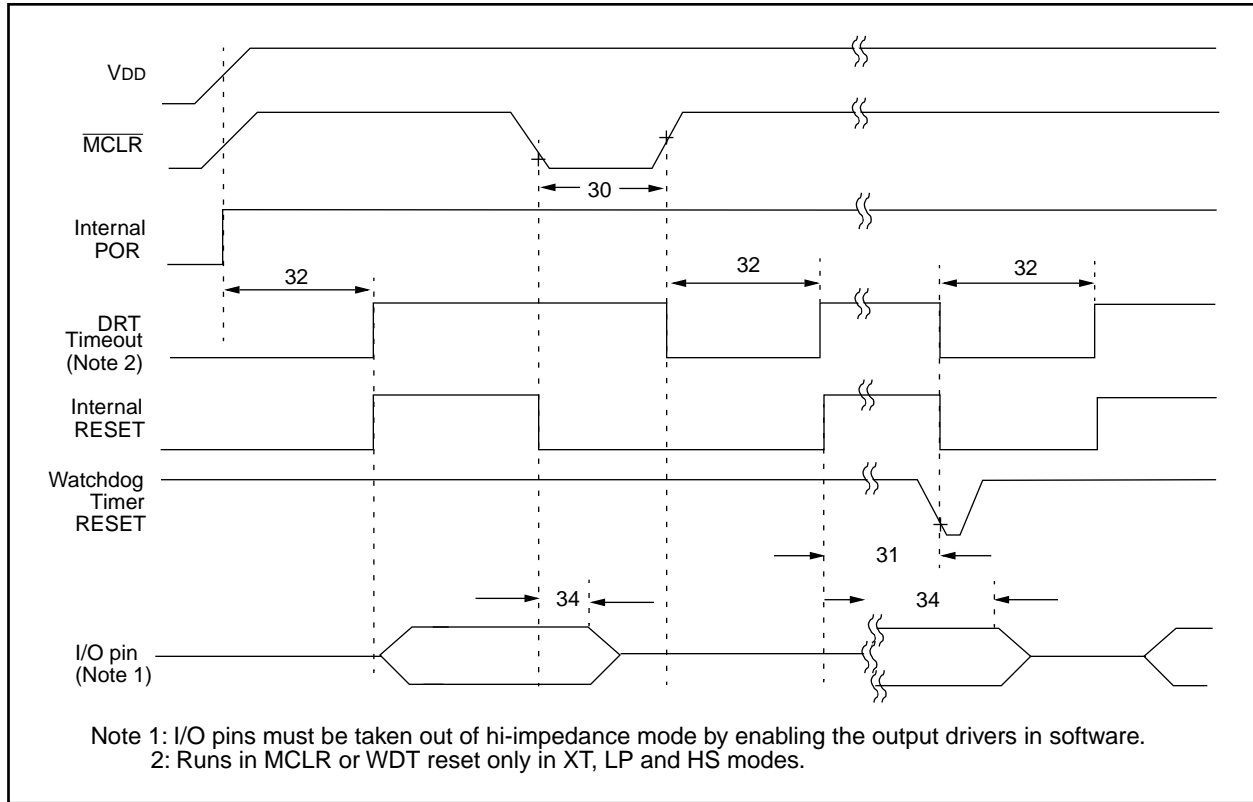 VDD
MCLR
30
Internal
POR
32
32
32
DRT
Timeout
(Note 2)
Internal
RESET
Watchdog
Timer
RESET
31
34
34
I/O pin
(Note 1)
Note 1: I/O pins must be taken out of hi-impedance mode by enabling the output drivers in software.
2: Runs in MCLR or WDT reset only in XT, LP and HS modes.